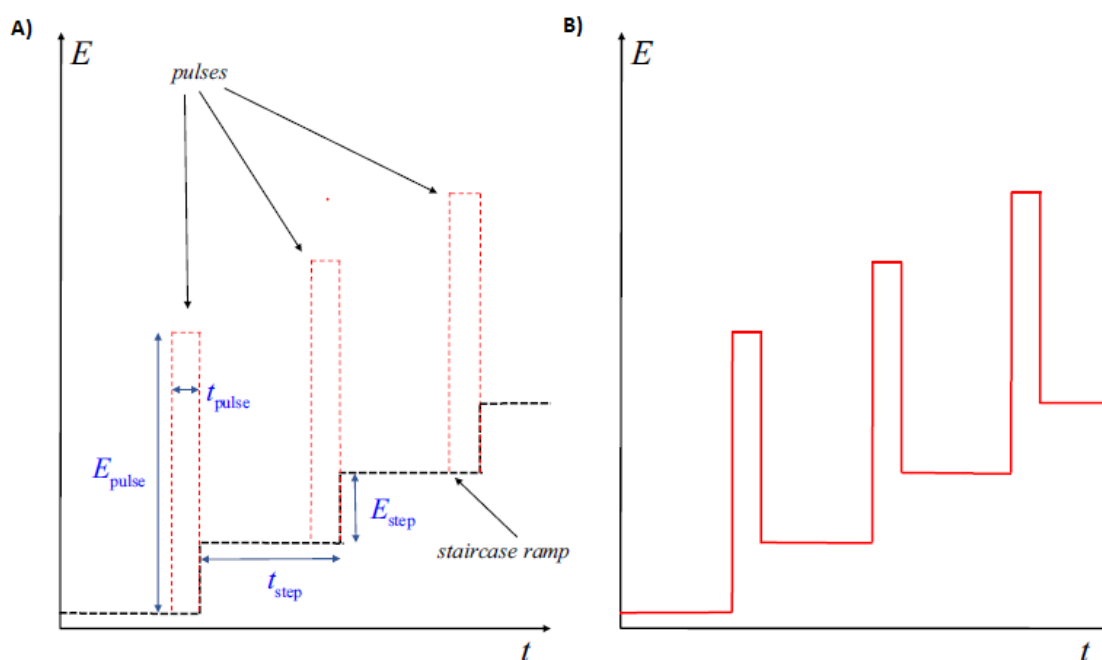 A)
E
pulses
t_pulse
E_pulse
E_step
staircase ramp
t_step
t
B)
E
t